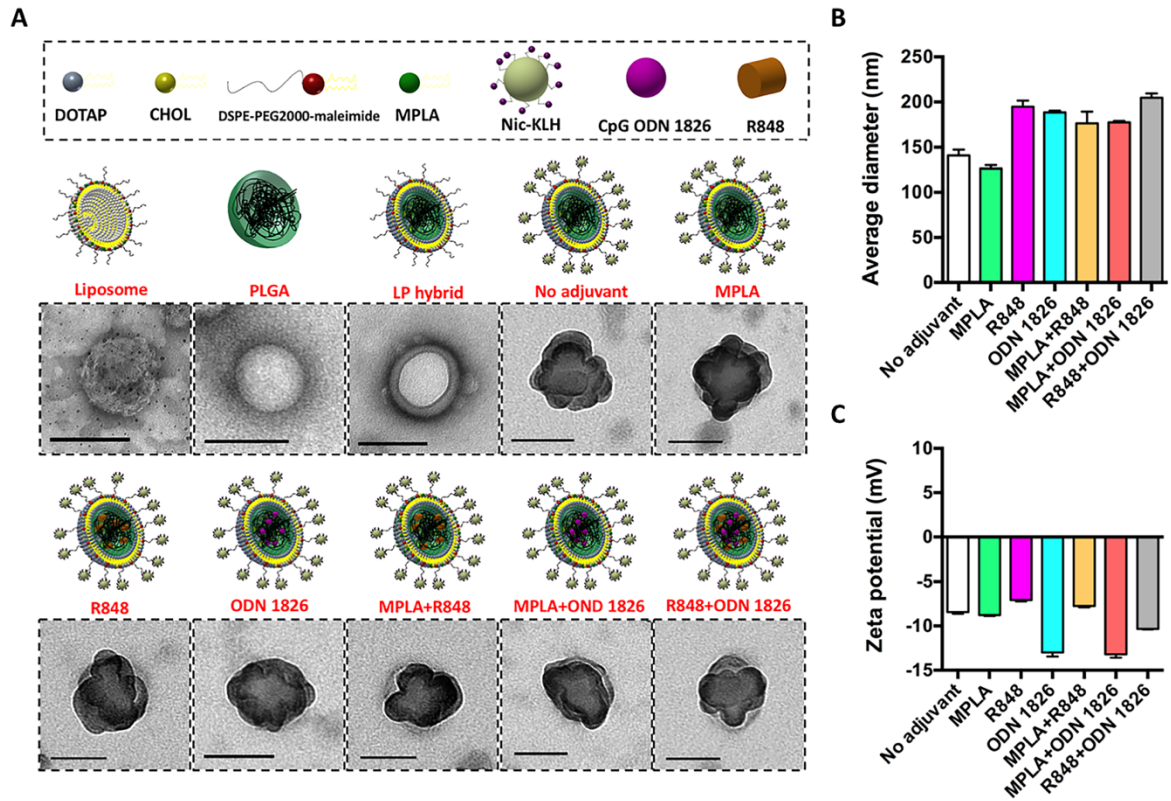 A
DOTAP
CHOL
DSPE-PEG2000-maleimide
MPLA
Nic-KLH
CpG ODN 1826
R848
Liposome
PLGA
LP hybrid
No adjuvant
MPLA
R848
ODN 1826
MPLA+R848
MPLA+OND 1826
R848+ODN 1826
B
Average diameter (nm)
250
200
150
100
50
0
No adjuvant
MPLA
R848
ODN 1826
MPLA+R848
MPLA+ODN 1826
R848+ODN 1826
C
Zeta potential (mV)
10
5
0
-5
-10
-15
No adjuvant
MPLA
R848
ODN 1826
MPLA+R848
MPLA+ODN 1826
R848+ODN 1826